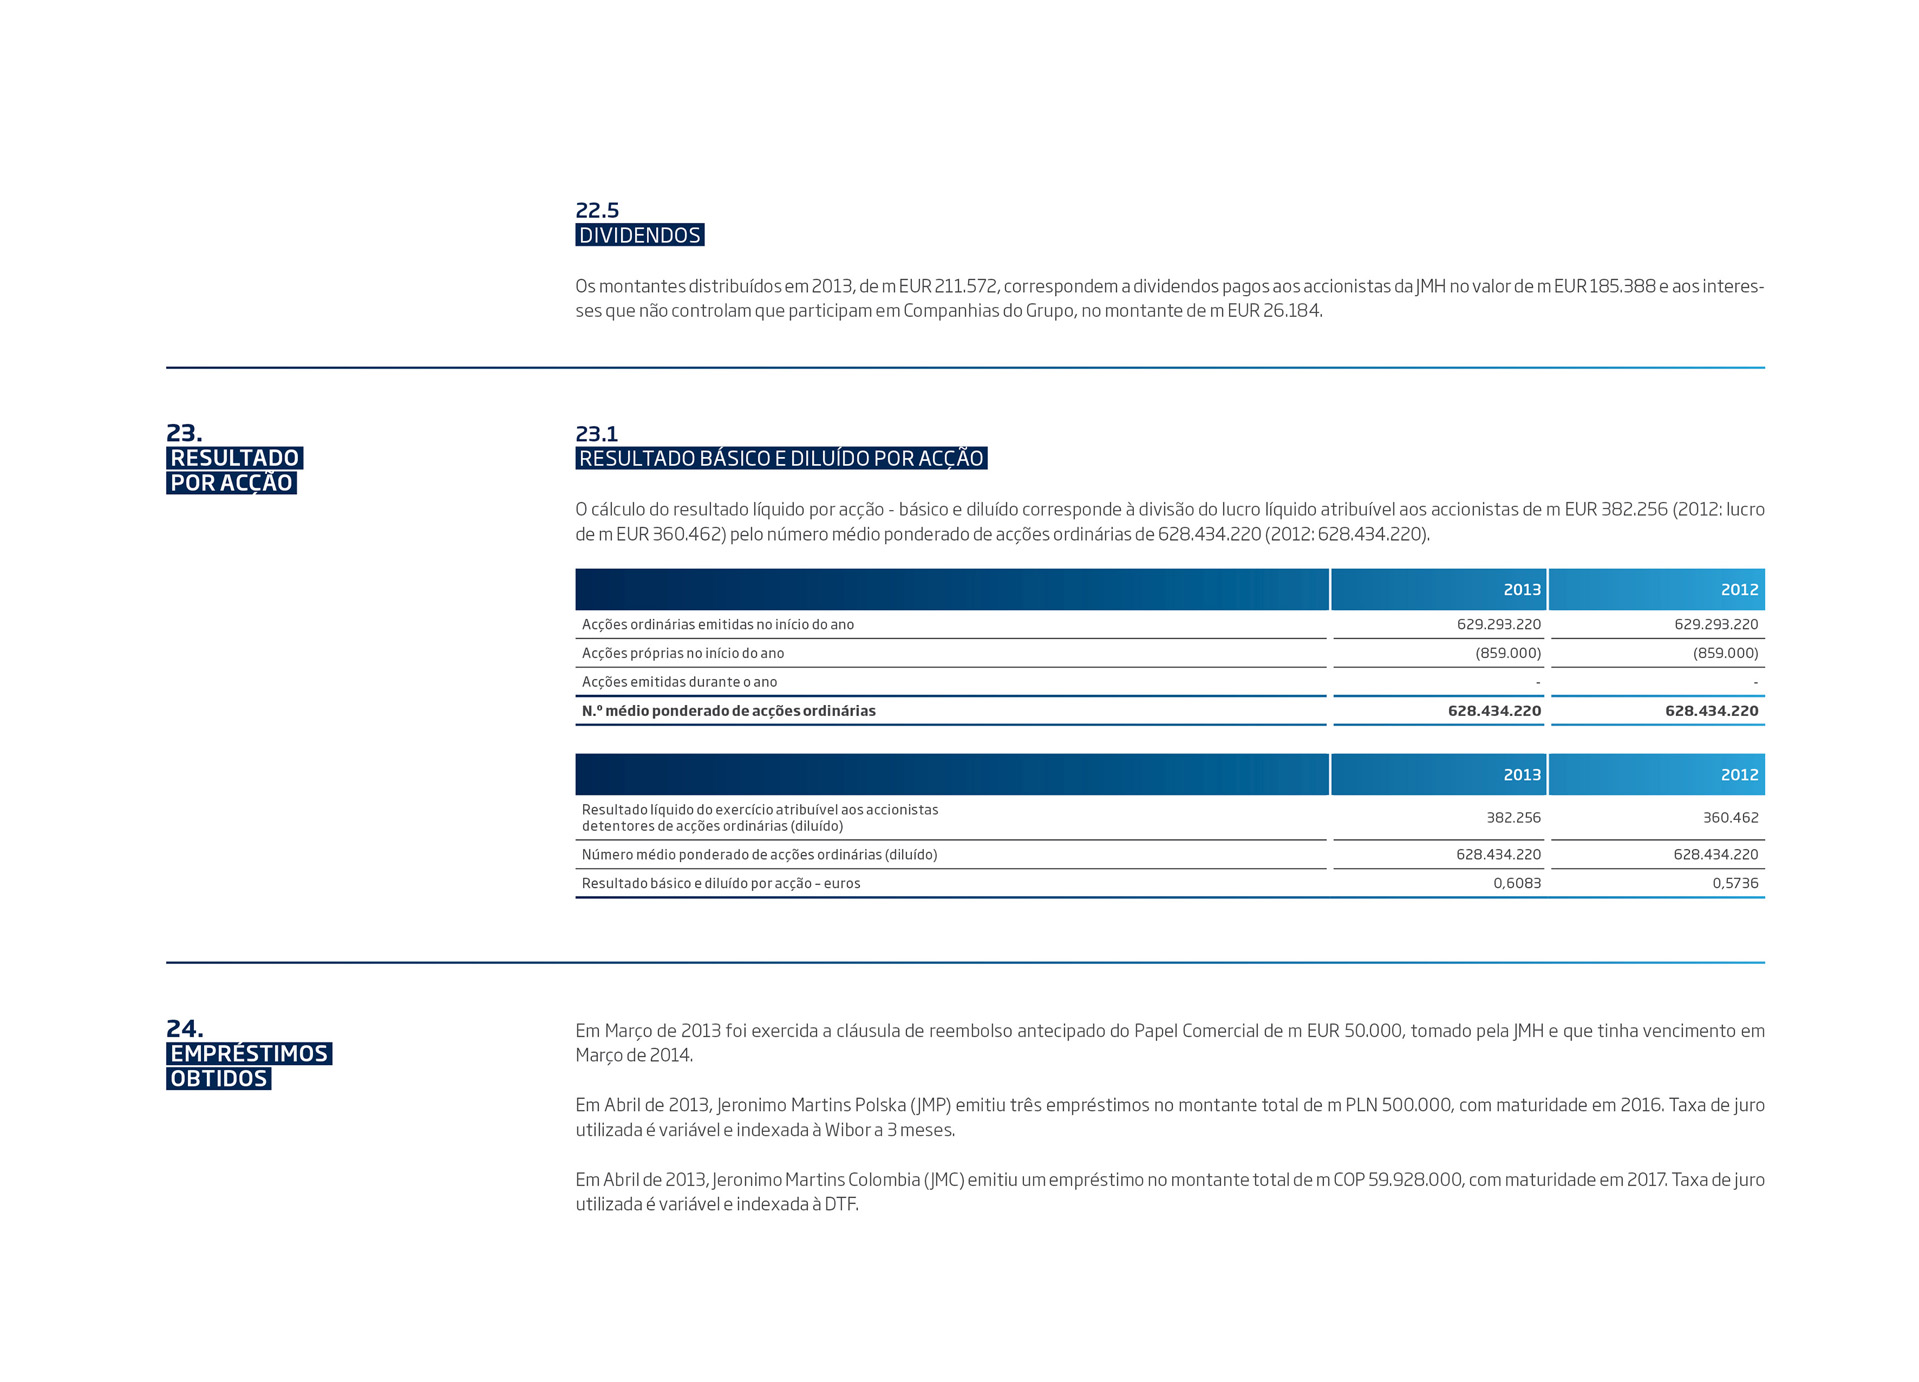 22.5
DIVIDENDOS
Os montantes distribuídos em 2013, de m EUR 211.572, correspondem a dividendos pagos aos accionistas da JMH no valor de m EUR 185.388 e aos interes-
ses que não controlam que participam em Companhias do Grupo, no montante de m EUR 26.184.
23.
RESULTADO
POR ACÇÃO
23.1
RESULTADO BÁSICO E DILUÍDO POR ACÇÃO
O cálculo do resultado líquido por acção - básico e diluído corresponde à divisão do lucro líquido atribuível aos accionistas de m EUR 382.256 (2012: lucro
de m EUR 360.462) pelo número médio ponderado de acções ordinárias de 628.434.220 (2012: 628.434.220).
2013 2012
Acções ordinárias emitidas no início do ano 629.293.220 629.293.220
Acções próprias no início do ano (859.000) (859.000)
Acções emitidas durante o ano - -
N.º médio ponderado de acções ordinárias 628.434.220 628.434.220
2013 2012
Resultado líquido do exercício atribuível aos accionistas
detentores de acções ordinárias (diluído) 382.256 360.462
Número médio ponderado de acções ordinárias (diluído) 628.434.220 628.434.220
Resultado básico e diluído por acção – euros 0,6083 0,5736
24.
EMPRÉSTIMOS
OBTIDOS
Em Março de 2013 foi exercida a cláusula de reembolso antecipado do Papel Comercial de m EUR 50.000, tomado pela JMH e que tinha vencimento em
Março de 2014.
Em Abril de 2013, Jeronimo Martins Polska (JMP) emitiu três empréstimos no montante total de m PLN 500.000, com maturidade em 2016. Taxa de juro
utilizada é variável e indexada à Wibor a 3 meses.
Em Abril de 2013, Jeronimo Martins Colombia (JMC) emitiu um empréstimo no montante total de m COP 59.928.000, com maturidade em 2017. Taxa de juro
utilizada é variável e indexada à DTF.